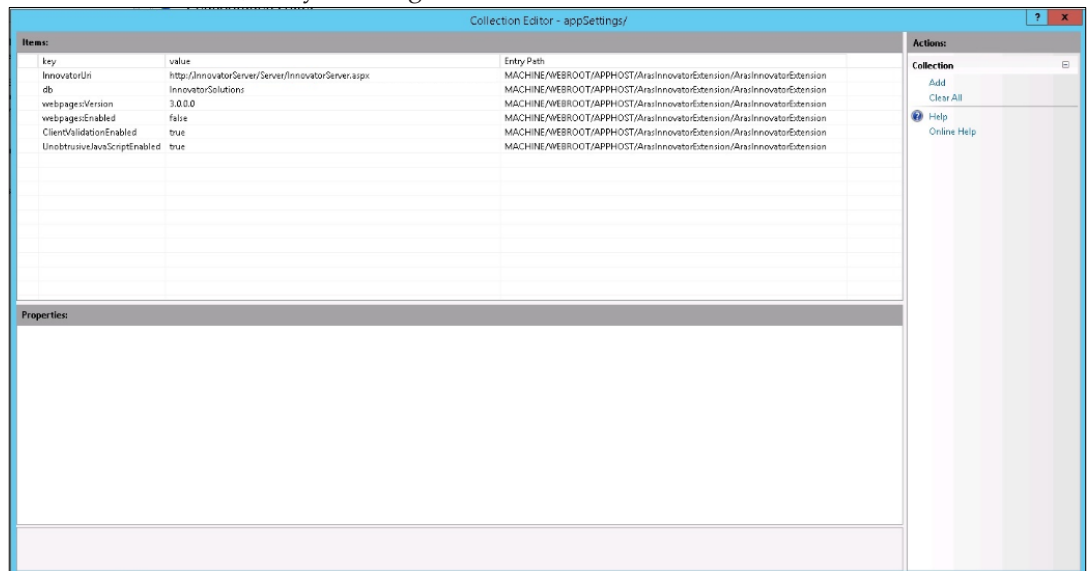 Collection Editor - appSettings/
? X
Items:
key value Entry Path
InnovatorUri http://InnovatorServer/Server/InnovatorServer.aspx MACHINE/WEBROOT/APPHOST/ArasInnovatorExtension/ArasInnovatorExtension
db InnovatorSolutions MACHINE/WEBROOT/APPHOST/ArasInnovatorExtension/ArasInnovatorExtension
webpages:Version 3.0.0.0 MACHINE/WEBROOT/APPHOST/ArasInnovatorExtension/ArasInnovatorExtension
webpages:Enabled false MACHINE/WEBROOT/APPHOST/ArasInnovatorExtension/ArasInnovatorExtension
ClientValidationEnabled true MACHINE/WEBROOT/APPHOST/ArasInnovatorExtension/ArasInnovatorExtension
UnobtrusiveJavaScriptEnabled true MACHINE/WEBROOT/APPHOST/ArasInnovatorExtension/ArasInnovatorExtension
Properties:
Actions:
Collection
Add
Clear All
Help
Online Help